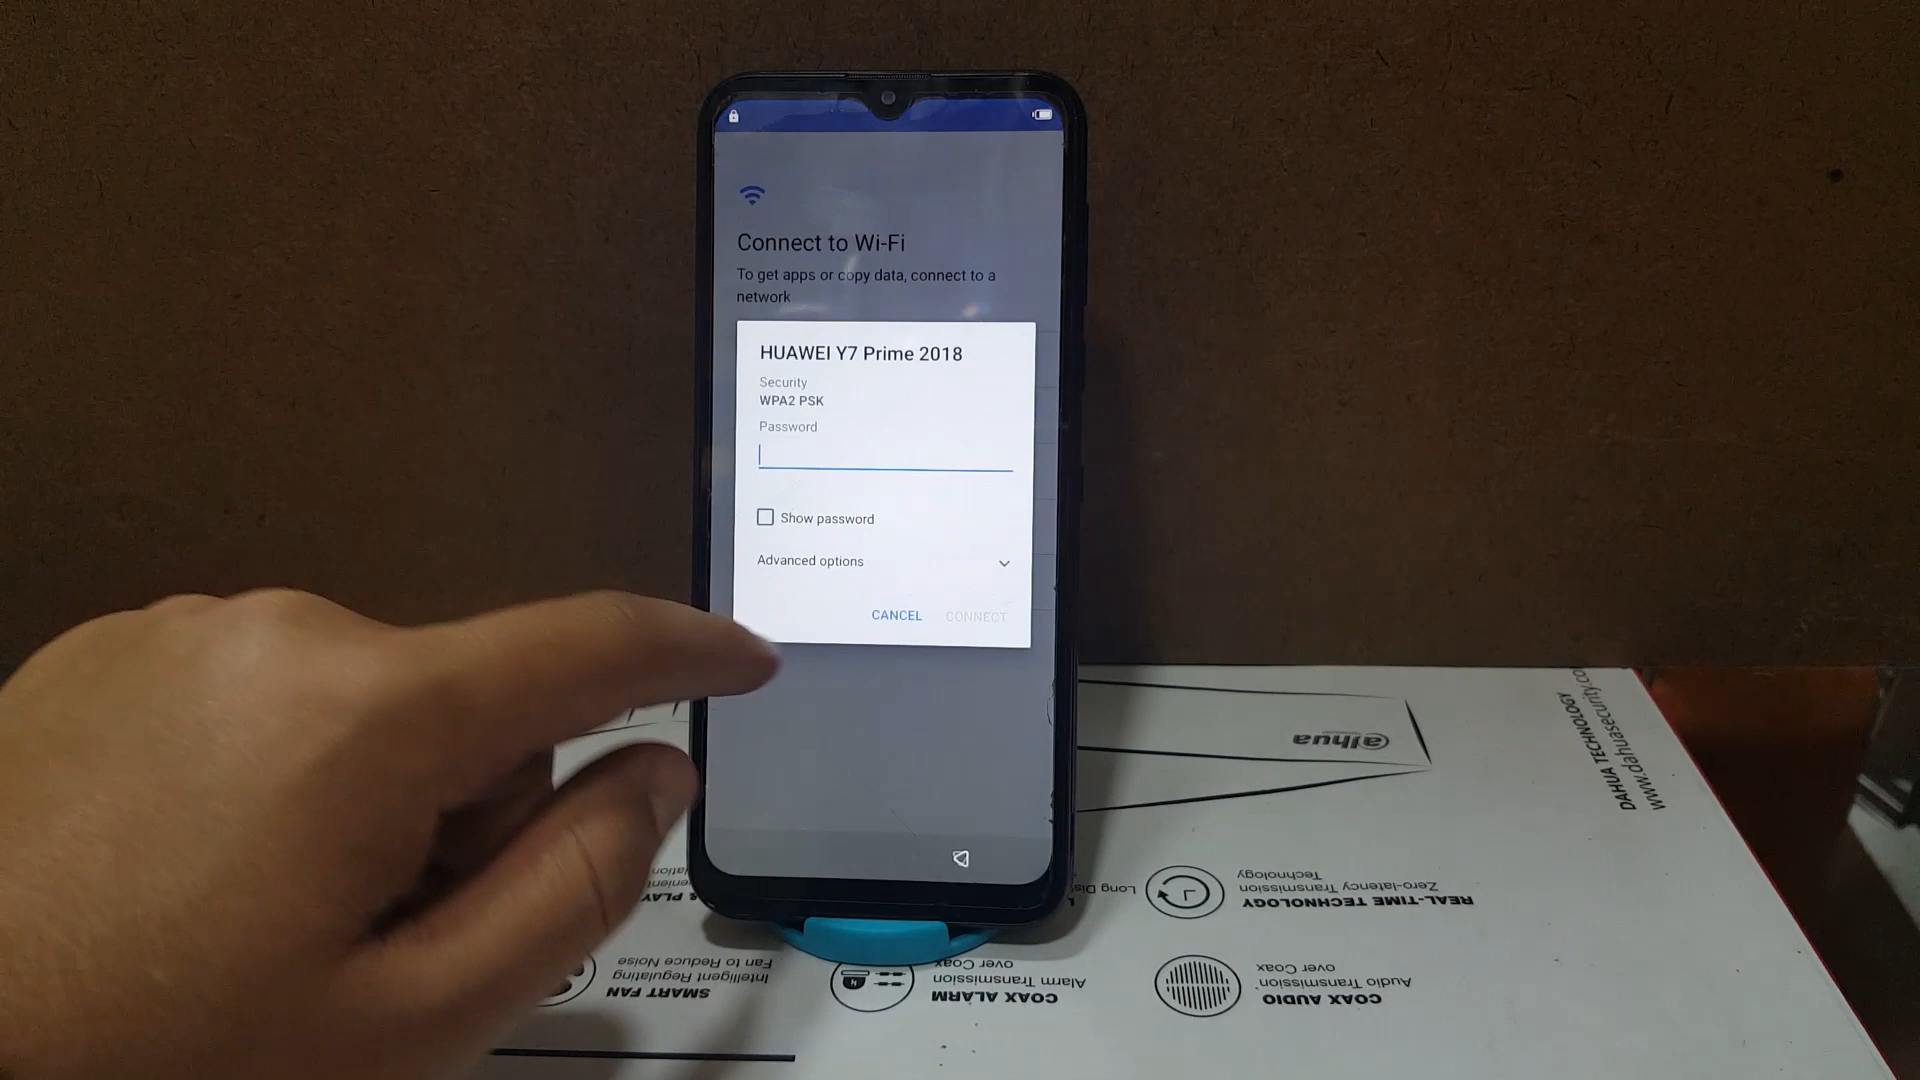 Connect to Wi-Fi
To get apps or copy data, connect to a
network
HUAWEI Y7 Prime 2018
Security
WPA2 PSK
Password
Show password
Advanced options
CANCEL
CONNECT
alhua
DAHUA TECHNOLOGY
www.dahuasecurity.co
REAL-TIME TECHNOLOGY
Zero-latency Transmission
Technology
Long Dis
& PLAY
SMART FAN
Intelligent Regulating
Fan to Reduce Noise
COAX ALARM
Alarm Transmission
over Coax
COAX AUDIO
Audio Transmission
over Coax